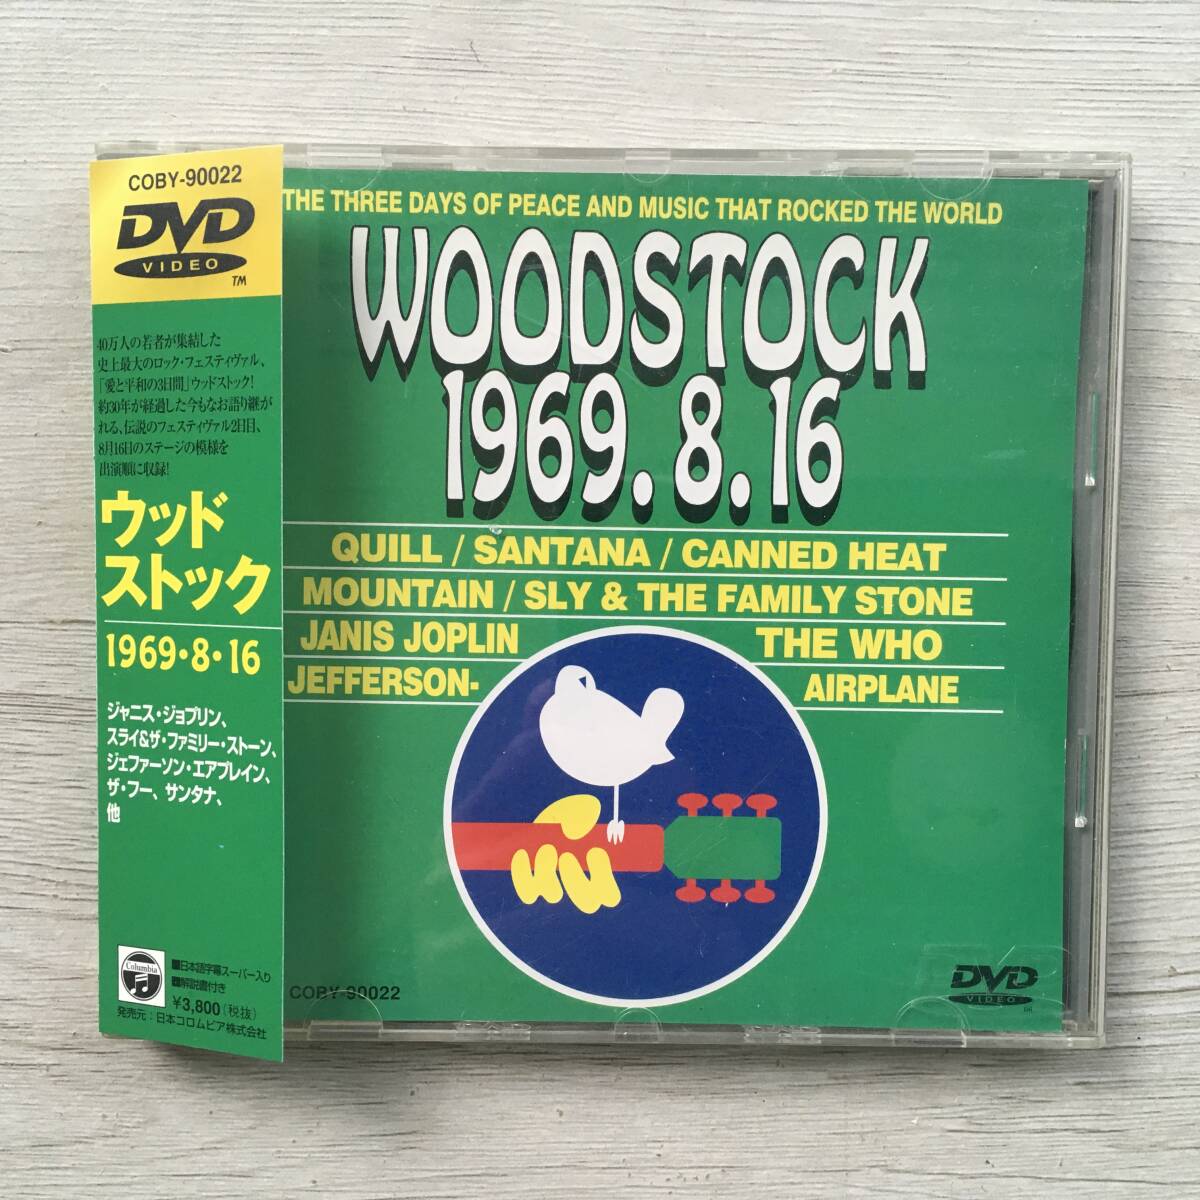 COBY-90022
DVD
VIDEO
TM
40万人の若者が集結した
史上最大のロック・フェスティヴァル、
「愛と平和の3日間」ウッドストック!
約30年が経過した今もなお語り継が
れる、伝説のフェスティヴァル2日目、
8月16日のステージの模様を
出演順に収録!
ウッド
ストック
1969・8・16
ジャニス・ジョプリン、
スライ&ザ・ファミリー・ストーン、
ジェファーソン・エアプレイン、
ザ・フー、サンタナ、
他
Columbia
■日本語字幕スーパー入り
■解説書付き
¥3,800(税抜)
発売元:日本コロムビア株式会社
THE THREE DAYS OF PEACE AND MUSIC THAT ROCKED THE WORLD
WOODSTOCK
1969.8.16
QUILL / SANTANA / CANNED HEAT
MOUNTAIN / SLY & THE FAMILY STONE
JANIS JOPLIN THE WHO
JEFFERSON- AIRPLANE
COBY-90022
DVD
VIDEO
TM